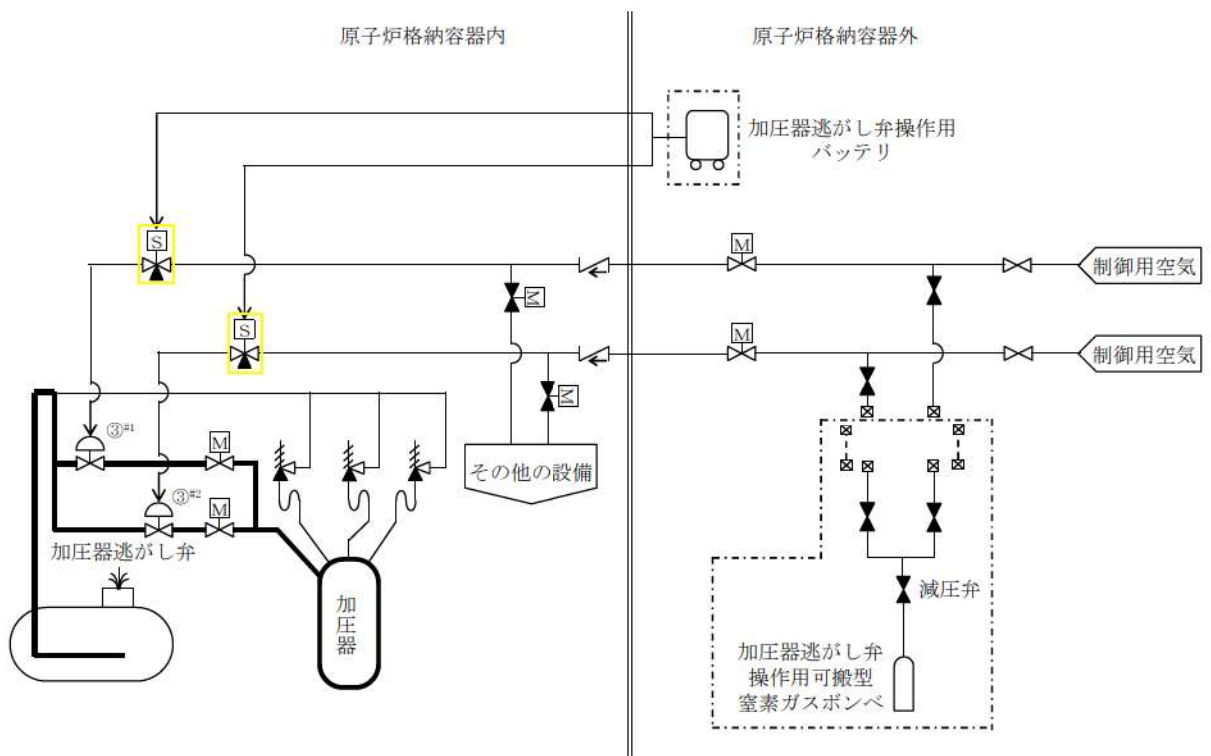 原子炉格納容器内
原子炉格納容器外
加圧器逃がし弁操作用
バッテリ
S
M
制御用空気
M
S
M
制御用空気
M
③#1
M
その他の設備
③#2
M
加圧器逃がし弁
減圧弁
加圧器
加圧器逃がし弁
操作用可搬型
窒素ガスボンベ